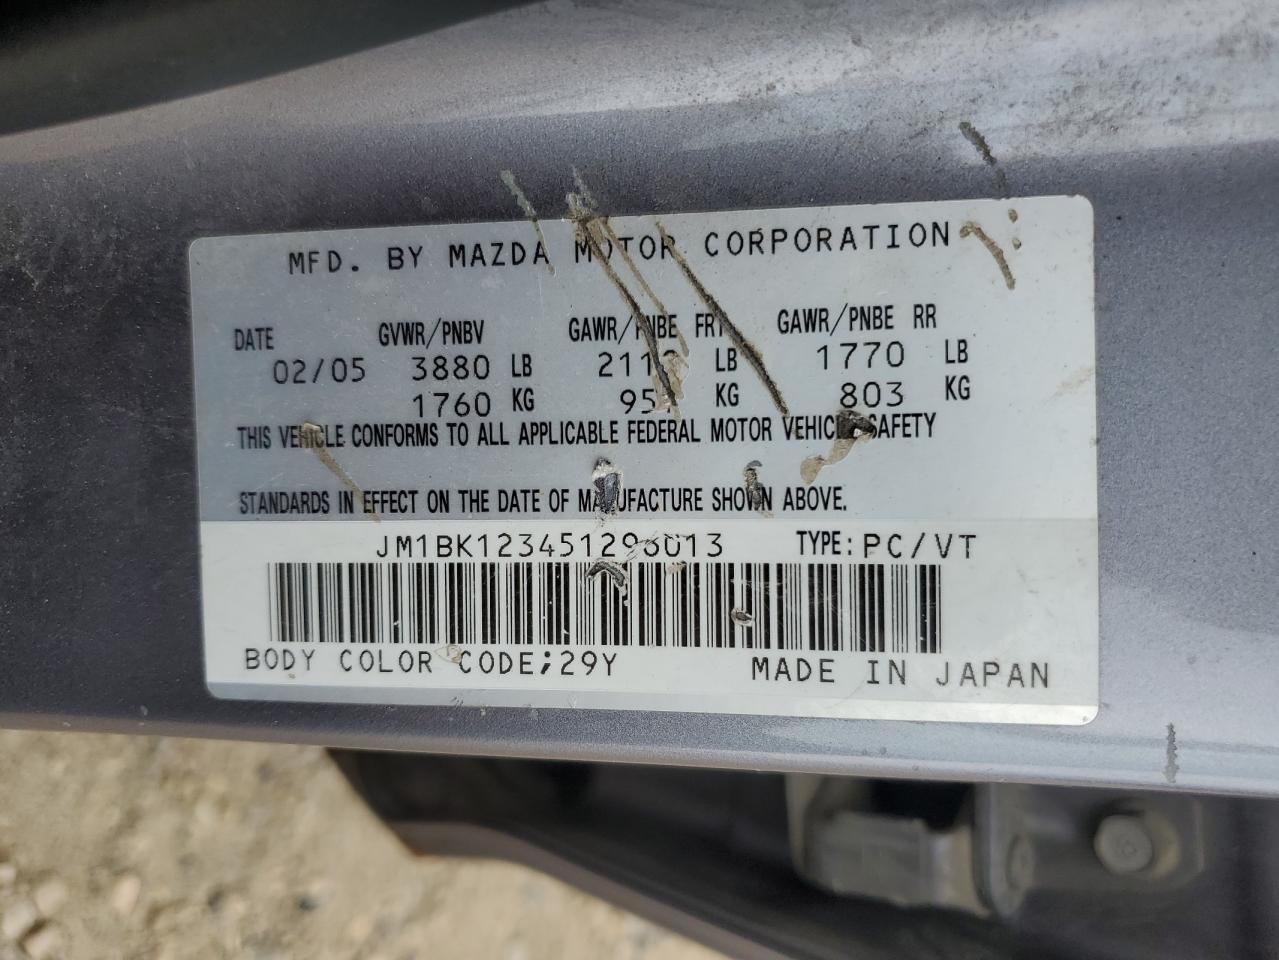 MFD. BY MAZDA MOTOR CORPORATION
DATE GVWR/PNBV GAWR/PNBE FRT GAWR/PNBE RR
02/05 3880 LB LB 1770 LB
1760 KG KG 803 KG
THIS VEHICLE CONFORMS TO ALL APPLICABLE FEDERAL MOTOR VEHICLE SAFETY
STANDARDS IN EFFECT ON THE DATE OF MANUFACTURE SHOWN ABOVE.
JM1BK123451296013 TYPE: PC/VT
BODY COLOR CODE;29Y MADE IN JAPAN